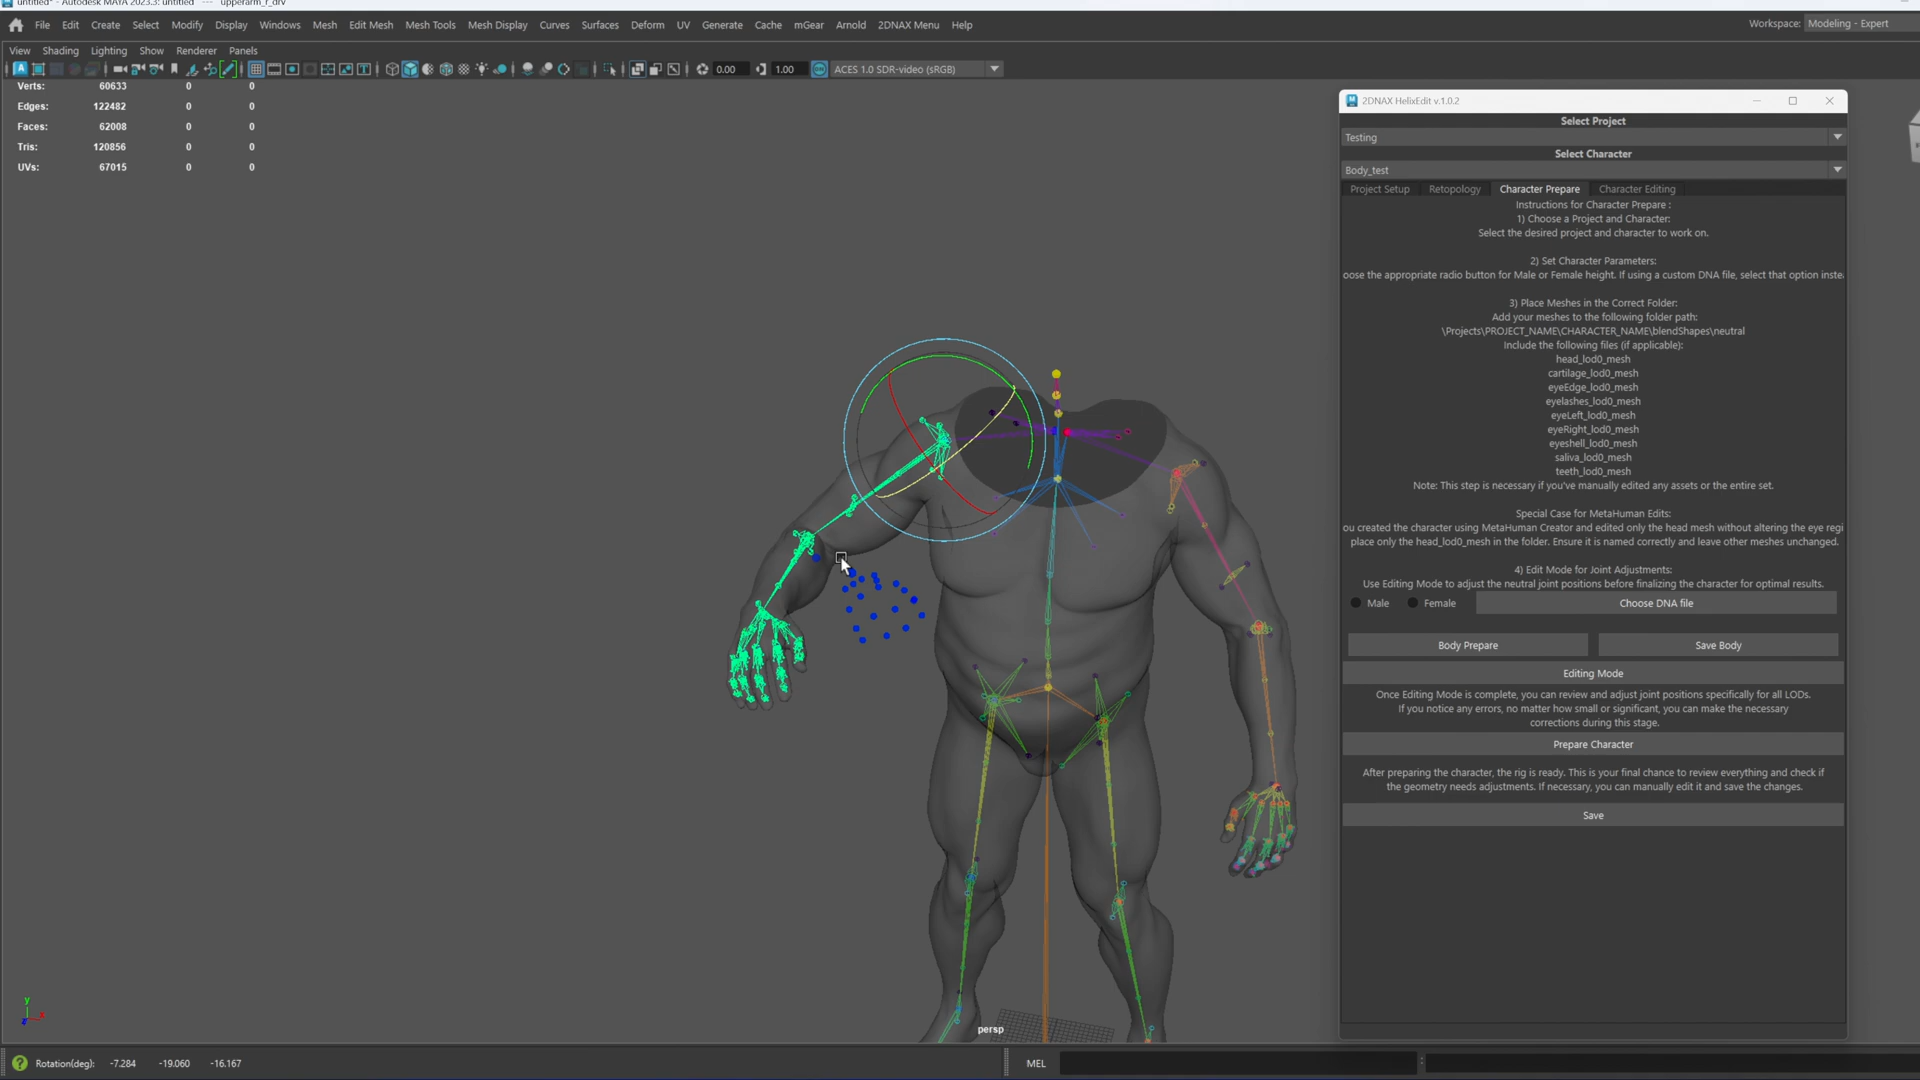 untitled* - Autodesk MAYA 2023.3: untitled --- upperarm_r_drv
File Edit Create Select Modify Display Windows Mesh Edit Mesh Mesh Tools Mesh Display Curves Surfaces Deform UV Generate Cache Arnold mGear 2DNAX Menu Help
Workspace: Modeling - Expert
View Shading Lighting Show Renderer Panels
0.00 1.00 ACES 1.0 SDR-video (sRGB)
Verts: 60633 0 0
Edges: 122482 0 0
Faces: 62008 0 0
Tris: 120856 0 0
UVs: 67015 0 0
2DNAX HelixEdit v.1.0.2
Select Project
Testing
Select Character
Body_test
Project Setup Retopology Character Prepare Character Editing
Instructions for Character Prepare :
1) Choose a Project and Character:
Select the desired project and character to work on.
2) Set Character Parameters:
oose the appropriate radio button for Male or Female height. If using a custom DNA file, select that option inste
3) Place Meshes in the Correct Folder:
Add your meshes to the following folder path:
\Projects\PROJECT_NAME\CHARACTER_NAME\blendShapes\neutral
Include the following files (if applicable):
head_lod0_mesh
cartilage_lod0_mesh
eyeEdge_lod0_mesh
eyelashes_lod0_mesh
eyeLeft_lod0_mesh
eyeRight_lod0_mesh
eyeshell_lod0_mesh
saliva_lod0_mesh
teeth_lod0_mesh
Note: This step is necessary if you've manually edited any assets or the entire set.
Special Case for MetaHuman Edits:
ou created the character using MetaHuman Creator and edited only the head mesh without altering the eye regi
place only the head_lod0_mesh in the folder. Ensure it is named correctly and leave other meshes unchanged.
4) Edit Mode for Joint Adjustments:
Use Editing Mode to adjust the neutral joint positions before finalizing the character for optimal results.
Male Female Choose DNA file
Body Prepare Save Body
Editing Mode
Once Editing Mode is complete, you can review and adjust joint positions specifically for all LODs.
If you notice any errors, no matter how small or significant, you can make the necessary
corrections during this stage.
Prepare Character
After preparing the character, the rig is ready. This is your final chance to review everything and check if
the geometry needs adjustments. If necessary, you can manually edit it and save the changes.
Save
persp
y
x
z
Rotation(deg): -7.284 -19.060 -16.167
MEL